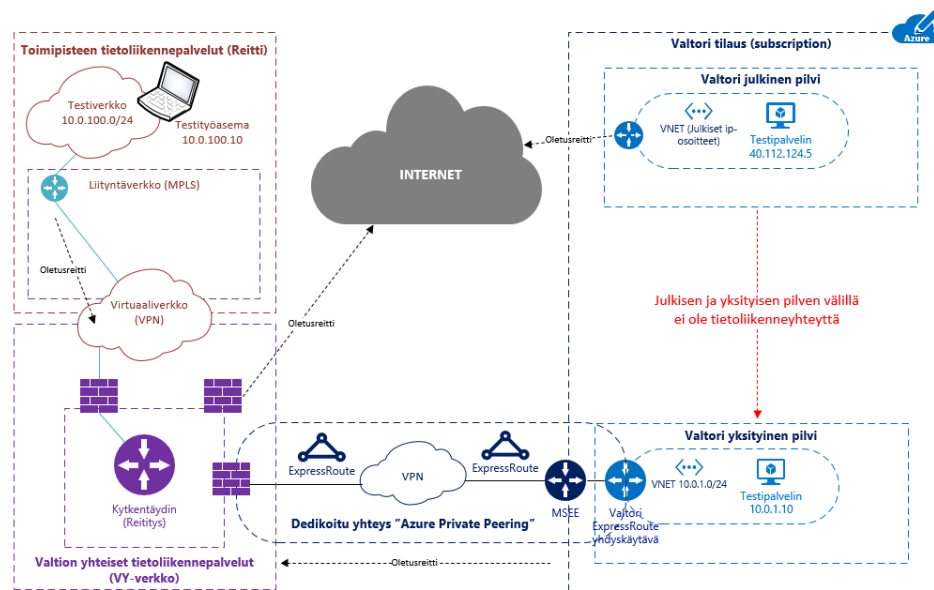 Azure
Toimipisteen tietoliikennepalvelut (Reitti)
Testiverkko
10.0.100.0/24
Testityöasema
10.0.100.10
Liityntäverkko (MPLS)
Oletusreitti
Virtuaaliverkko
(VPN)
INTERNET
Oletusreitti
Oletusreitti
Valtori tilaus (subscription)
Valtori julkinen pilvi
VNET (Julkiset ip-
osoitteet)
Testipalvelin
40.112.124.5
Julkisen ja yksityisen pilven välillä
ei ole tietoliikenneyhteyttä
Kytkentäydin
(Reititys)
Valtion yhteiset tietoliikennepalvelut
(VY-verkko)
ExpressRoute
VPN
ExpressRoute
Dedikoitu yhteys "Azure Private Peering"
MSEE
Valtori
ExpressRoute
yhdyskäytävä
Oletusreitti
Valtori yksityinen pilvi
VNET 10.0.1.0/24
Testipalvelin
10.0.1.10